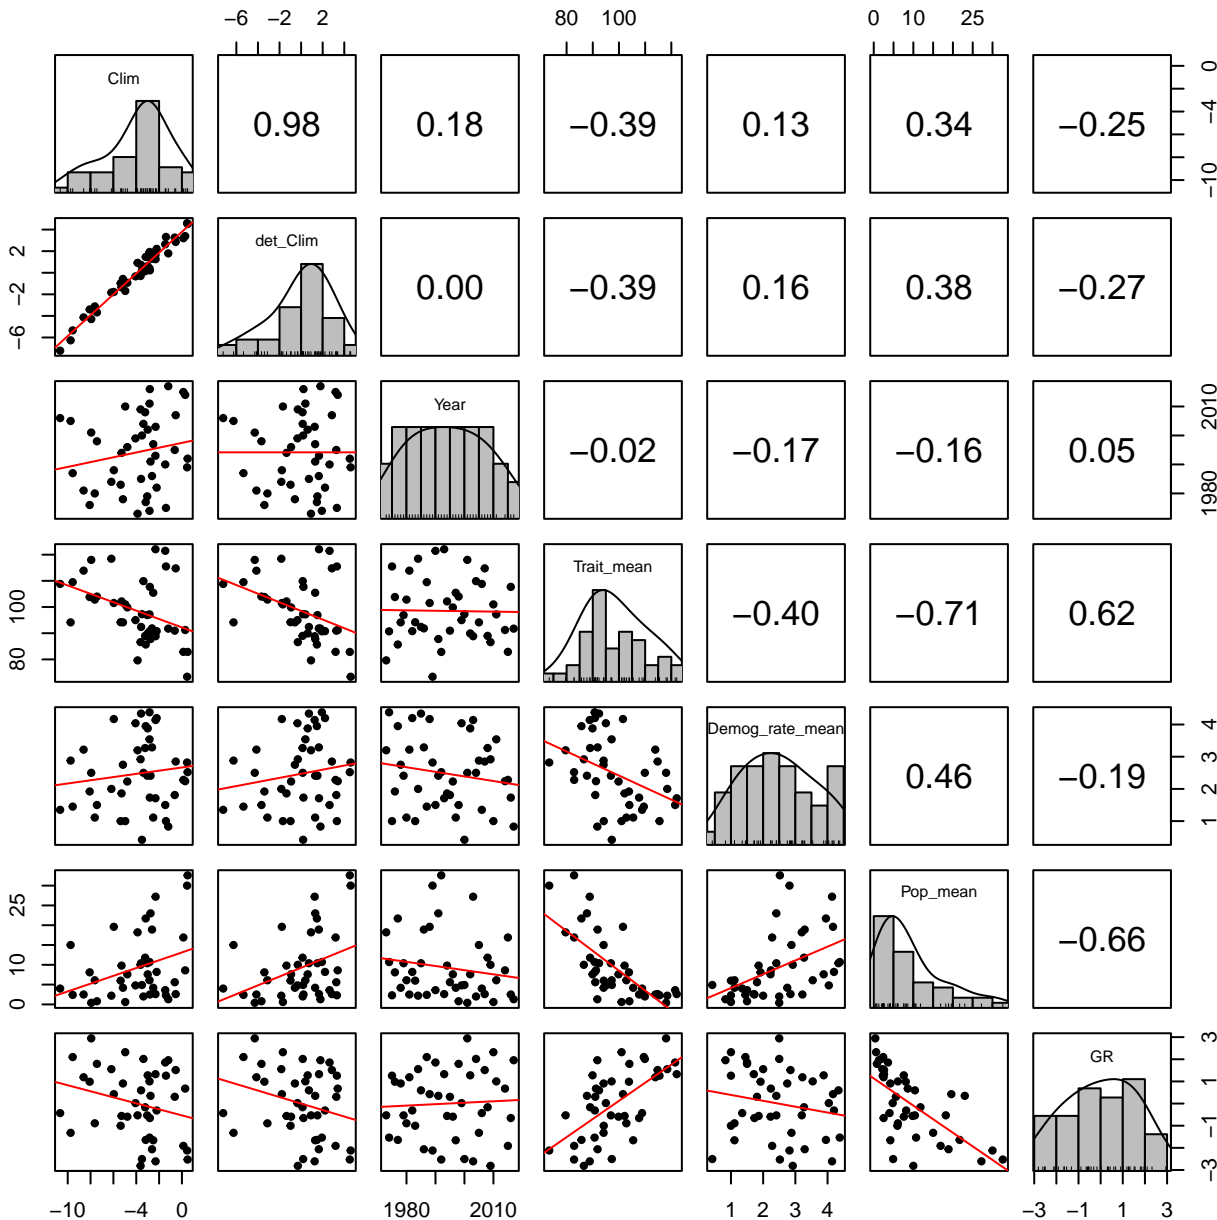 −6 −2 2 80 100 0 10 25
Clim 0.98 0.18 −0.39 0.13 0.34 −0.25 0 −4 −10
2 −2 −6 det_Clim 0.00 −0.39 0.16 0.38 −0.27
Year −0.02 −0.17 −0.16 0.05 2010 1980
100 80 Trait_mean −0.40 −0.71 0.62
Demog_rate_mean 0.46 −0.19 4 3 2 1
25 10 0 Pop_mean −0.66
GR 3 1 −1 −3
−10 −4 0 1980 2010 1 2 3 4 −3 −1 1 3